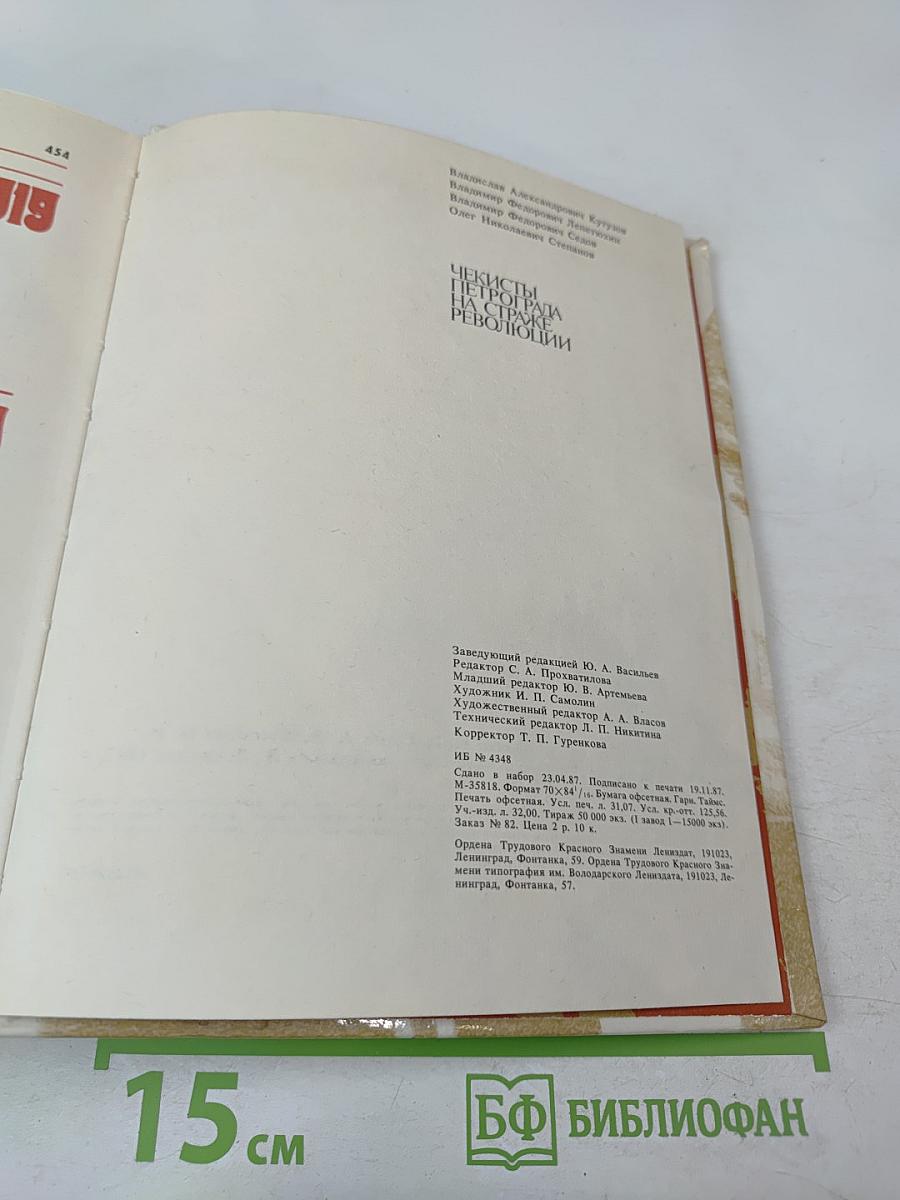 454
Владислав Александрович Кутузов
Владимир Федорович Лепетюхин
Владимир Федорович Седов
Олег Николаевич Степанов
ЧЕКИСТЫ
ПЕТРОГРАДА
НА СТРАЖЕ
РЕВОЛЮЦИИ
Заведующий редакцией Ю. А. Васильев
Редактор С. А. Прохватилова
Младший редактор Ю. В. Артемьева
Художник И. П. Самолин
Художественный редактор А. А. Власов
Технический редактор Л. П. Никитина
Корректор Т. П. Гуренкова
ИБ № 4348
Сдано в набор 23.04.87. Подписано к печати 19.11.87.
М-35818. Формат 70×84¹/₁₆. Бумага офсетная. Гарн. Таймс.
Печать офсетная. Усл. печ. л. 31,07. Усл. кр.-отт. 125,56.
Уч.-изд. л. 32,00. Тираж 50 000 экз. (I завод 1—15000 экз).
Заказ № 82. Цена 2 р. 10 к.
Ордена Трудового Красного Знамени Лениздат, 191023,
Ленинград, Фонтанка, 59. Ордена Трудового Красного Зна-
мени типография им. Володарского Лениздата, 191023, Ле-
нинград, Фонтанка, 57.
15 см
БФ БИБЛИОФАН